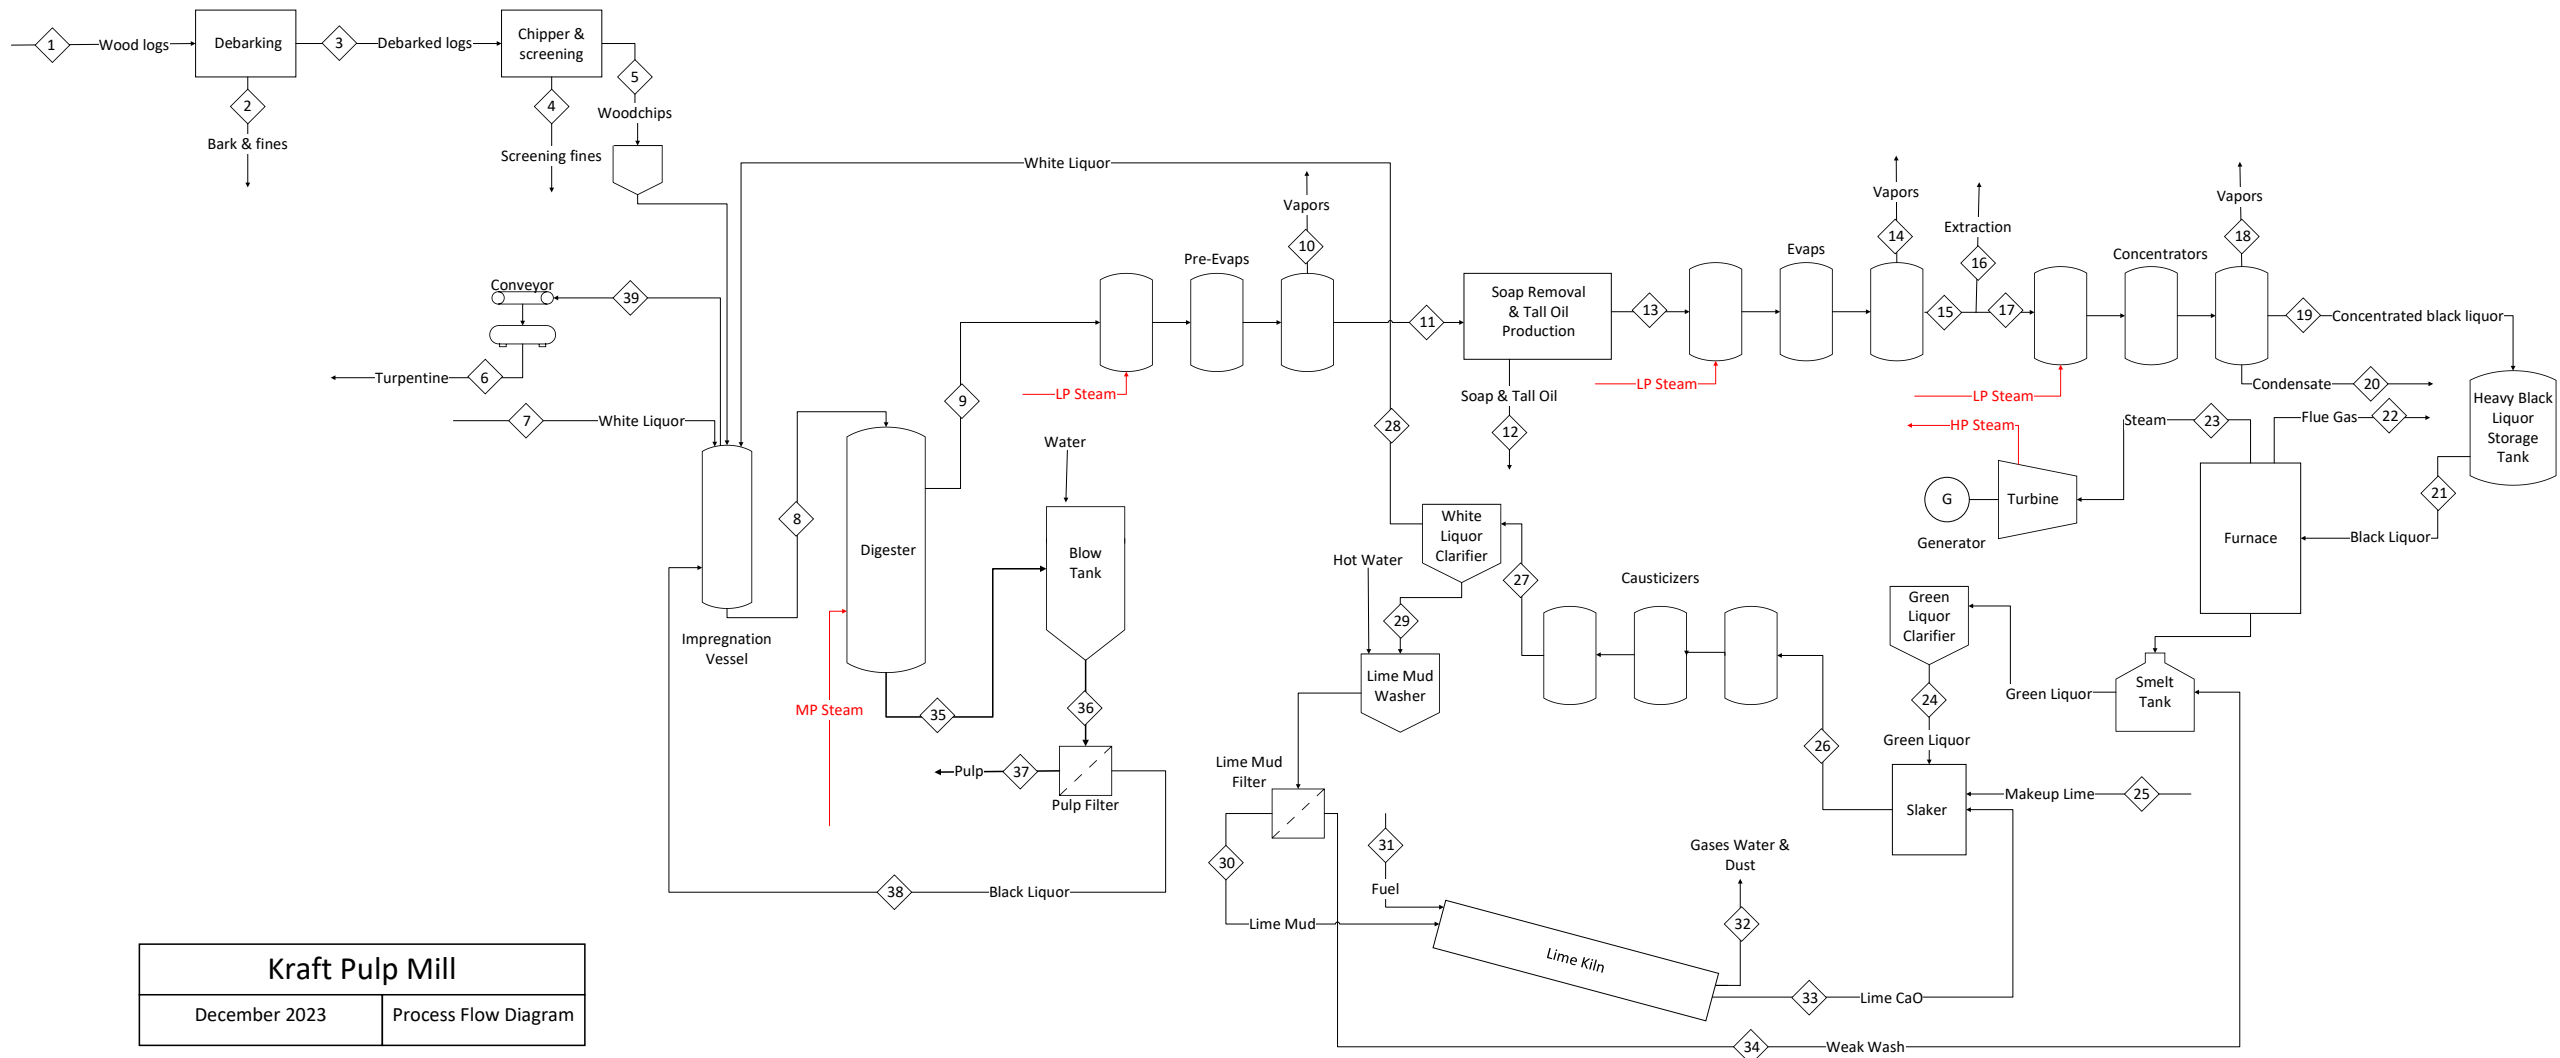 1
Wood logs
Debarking
3
Debarked logs
Chipper &
screening
5
2
4
Woodchips
Bark & fines
Screening fines
White Liquor
Vapors
10
Vapors
14
Extraction
16
Vapors
18
Conveyor
39
Turpentine
6
7
White Liquor
Pre-Evaps
LP Steam
9
11
Soap Removal
& Tall Oil
Production
13
Soap & Tall Oil
12
Evaps
LP Steam
15
17
Concentrators
LP Steam
19
Concentrated black liquor
Condensate
20
Heavy Black
Liquor
Storage
Tank
HP Steam
Steam
23
Flue Gas
22
21
Black Liquor
G
Turbine
Generator
Furnace
28
8
Digester
Water
Blow
Tank
Impregnation
Vessel
MP Steam
35
36
Pulp
37
Pulp Filter
38
Black Liquor
White
Liquor
Clarifier
Hot Water
27
29
Causticizers
Lime Mud
Washer
Green
Liquor
Clarifier
24
Green Liquor
Green Liquor
Smelt
Tank
26
Slaker
Makeup Lime
25
Lime Mud
Filter
30
31
Fuel
Lime Mud
Gases Water &
Dust
32
Lime Kiln
33
Lime CaO
34
Weak Wash
Kraft Pulp Mill
December 2023
Process Flow Diagram